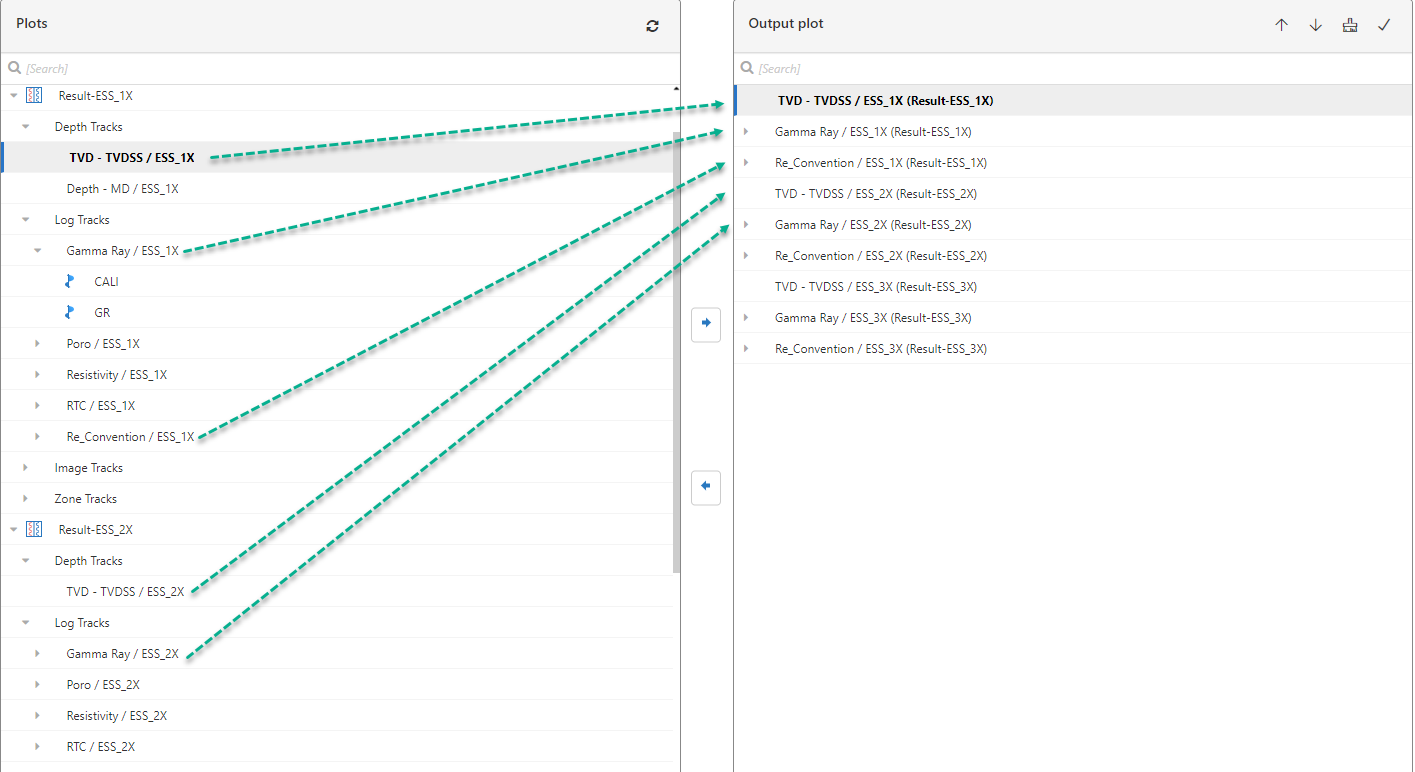 Plots
[Search]
Result-ESS_1X
Depth Tracks
TVD - TVDSS / ESS_1X
Depth - MD / ESS_1X
Log Tracks
Gamma Ray / ESS_1X
CALI
GR
Poro / ESS_1X
Resistivity / ESS_1X
RTC / ESS_1X
Re_Convention / ESS_1X
Image Tracks
Zone Tracks
Result-ESS_2X
Depth Tracks
TVD - TVDSS / ESS_2X
Log Tracks
Gamma Ray / ESS_2X
Poro / ESS_2X
Resistivity / ESS_2X
RTC / ESS_2X
Output plot
[Search]
TVD - TVDSS / ESS_1X (Result-ESS_1X)
Gamma Ray / ESS_1X (Result-ESS_1X)
Re_Convention / ESS_1X (Result-ESS_1X)
TVD - TVDSS / ESS_2X (Result-ESS_2X)
Gamma Ray / ESS_2X (Result-ESS_2X)
Re_Convention / ESS_2X (Result-ESS_2X)
TVD - TVDSS / ESS_3X (Result-ESS_3X)
Gamma Ray / ESS_3X (Result-ESS_3X)
Re_Convention / ESS_3X (Result-ESS_3X)